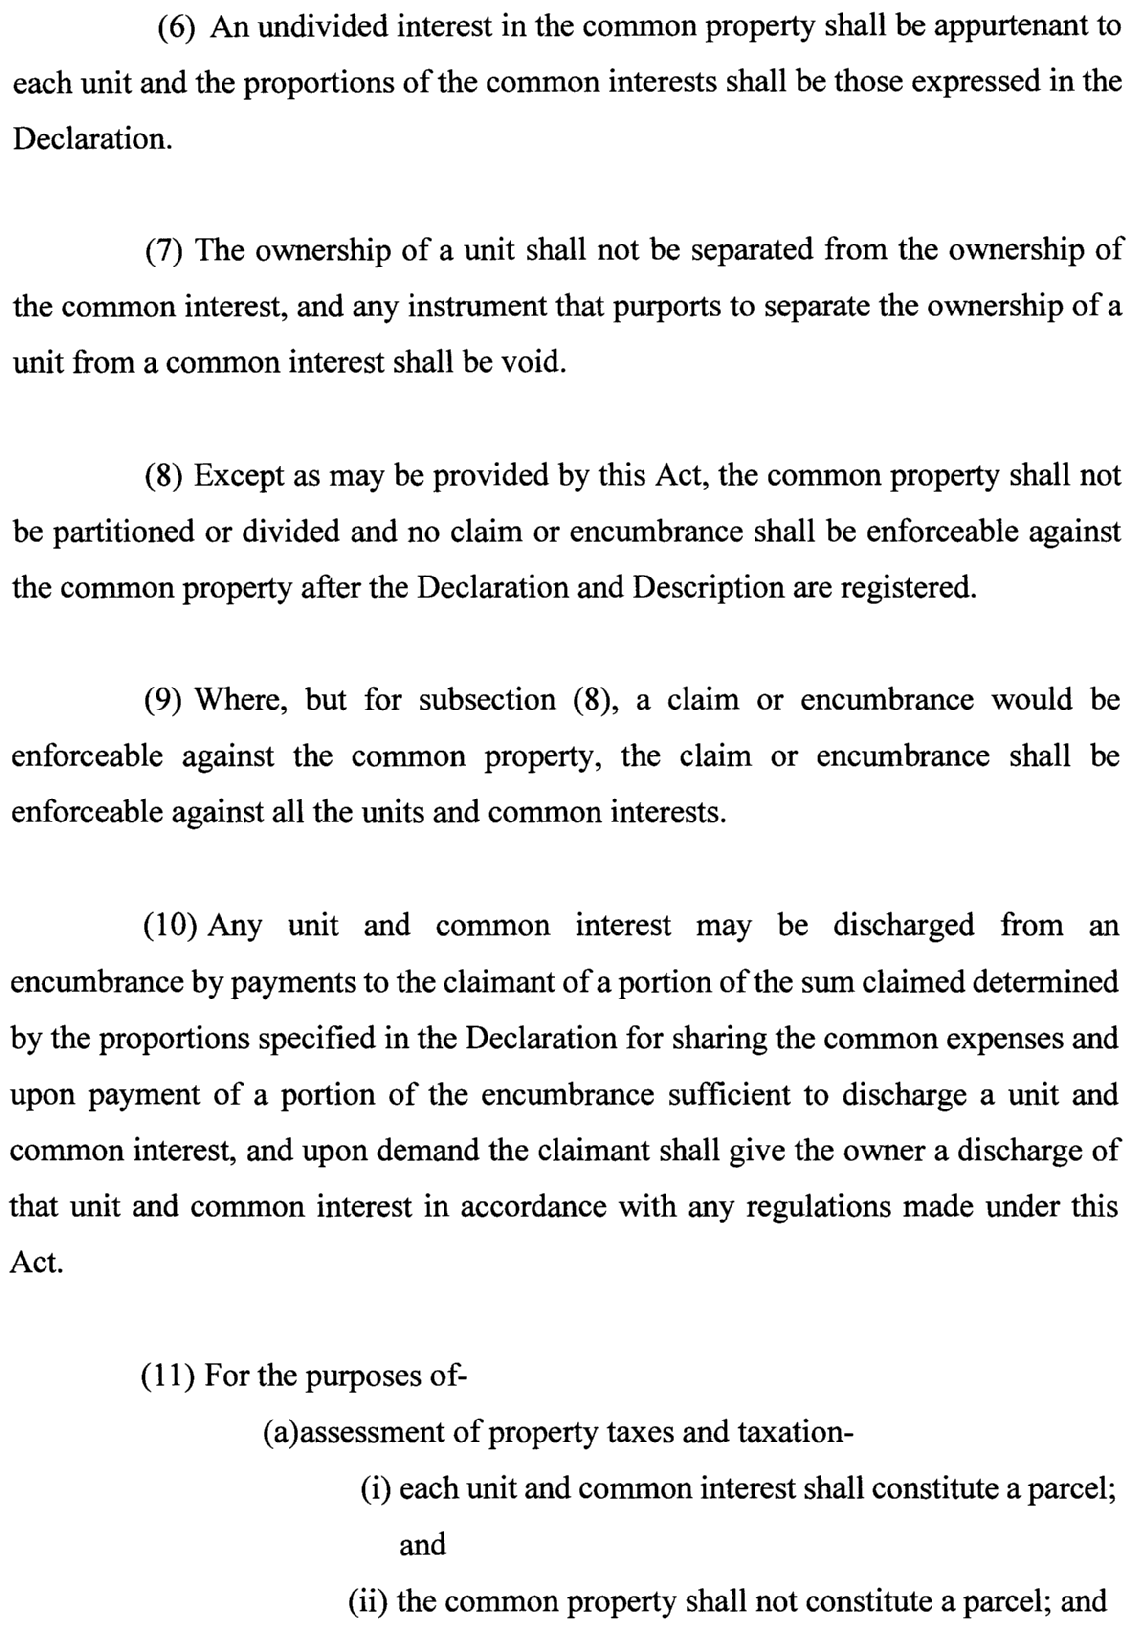 (6) An undivided interest in the common property shall be appurtenant to
each unit and the proportions of the common interests shall be those expressed in the
Declaration.
(7) The ownership of a unit shall not be separated from the ownership of
the common interest, and any instrument that purports to separate the ownership of a
unit from a common interest shall be void.
(8) Except as may be provided by this Act, the common property shall not
be partitioned or divided and no claim or encumbrance shall be enforceable against
the common property after the Declaration and Description are registered.
(9) Where, but for subsection (8), a claim or encumbrance would be
enforceable against the common property, the claim or encumbrance shall be
enforceable against all the units and common interests.
(10) Any unit and common interest may be discharged from an
encumbrance by payments to the claimant of a portion of the sum claimed determined
by the proportions specified in the Declaration for sharing the common expenses and
upon payment of a portion of the encumbrance sufficient to discharge a unit and
common interest, and upon demand the claimant shall give the owner a discharge of
that unit and common interest in accordance with any regulations made under this
Act.
(11) For the purposes of-
(a)assessment of property taxes and taxation-
(i) each unit and common interest shall constitute a parcel;
and
(ii) the common property shall not constitute a parcel; and